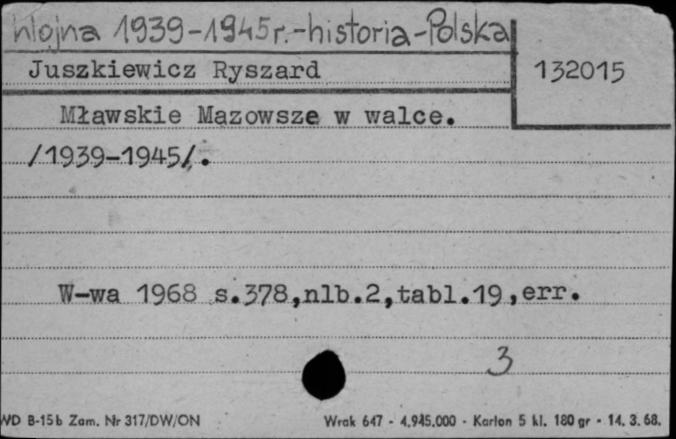 Wojna 1939-1945r.-historia-Polska
Juszkiewicz Ryszard
132015
Mławskie Mazowsze w walce.
/1939-1945/.
W-wa 1968 s.378,nlb.2,tabl.19,err.
3
WD B-15b Zam. Nr 317/DW/ON
Wrak 647 - 4.945.000 - Karton 5 kl. 180 gr - 14. 3. 68.